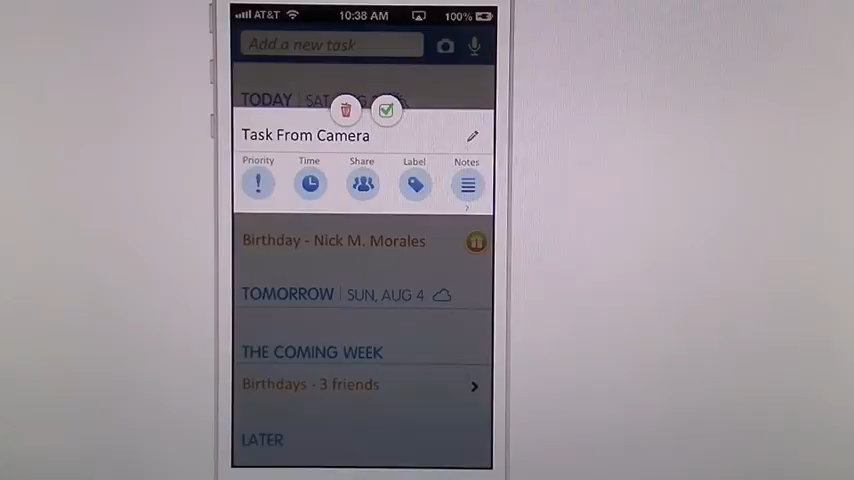 AT&T 10:38 AM 100%
Add a new task
TODAY | SAT
Task From Camera
Priority Time Share Label Notes
Birthday - Nick M. Morales
TOMORROW | SUN, AUG 4
THE COMING WEEK
Birthdays - 3 friends
LATER